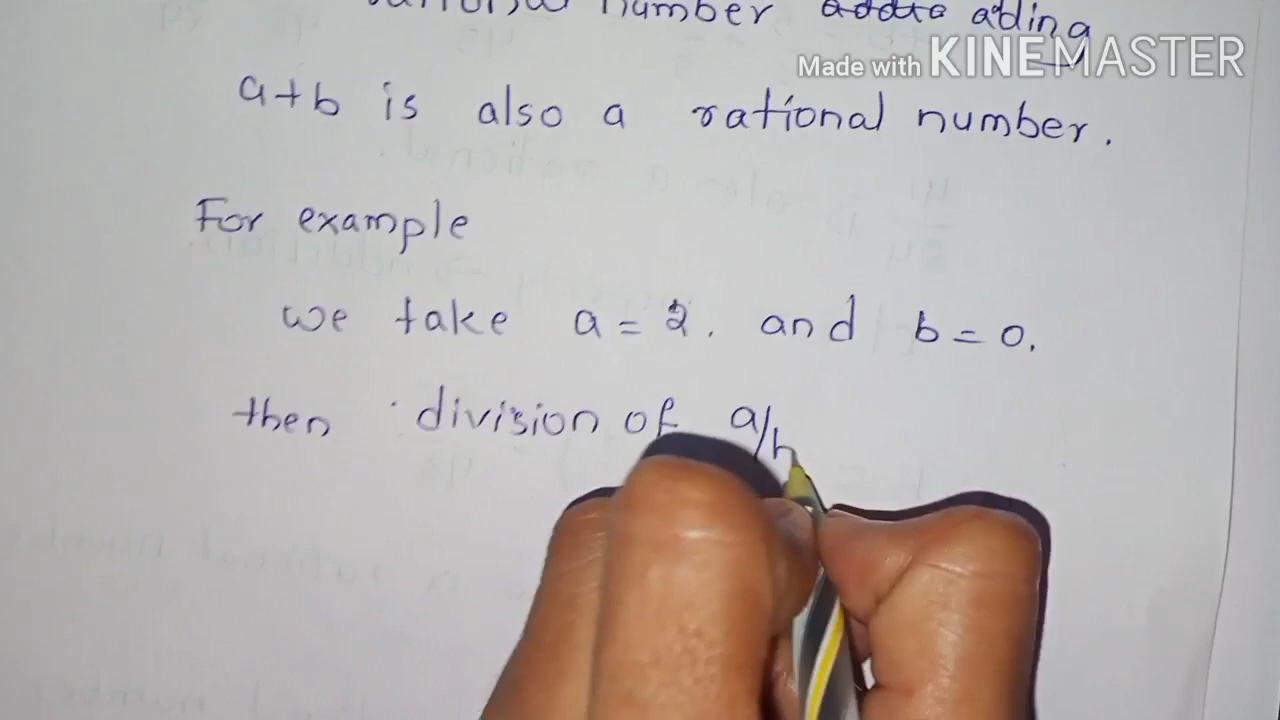 number adding
Made with KINEMASTER
a+b is also a rational number.
For example
we take a = 2. and b = 0.
then division of a/b